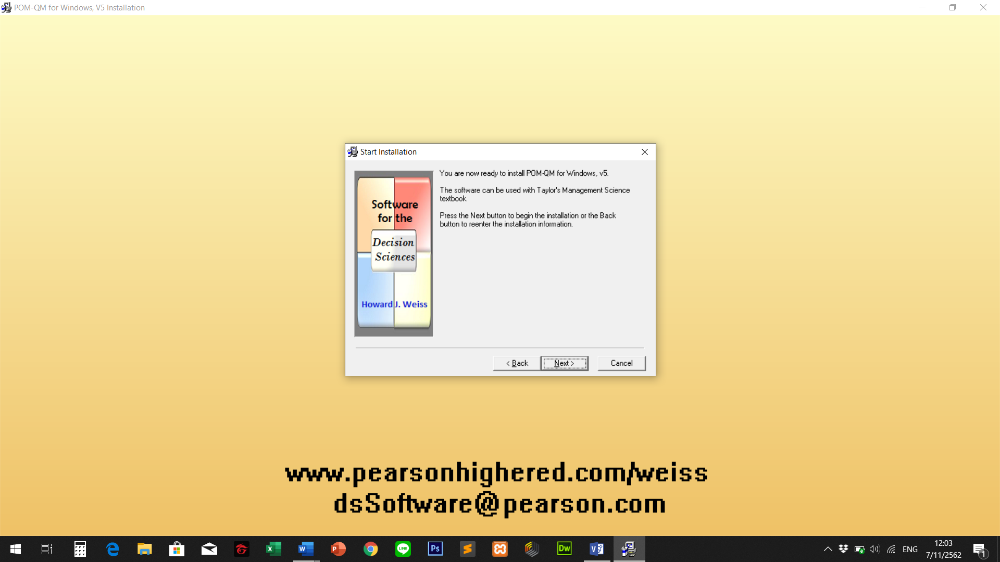 POM-QM for Windows, V5 Installation
Start Installation
You are now ready to install POM-QM for Windows, v5.
The software can be used with Taylor's Management Science
textbook
Press the Next button to begin the installation or the Back
button to reenter the installation information.
Software
for the
Decision
Sciences
Howard J. Weiss
< Back
Next >
Cancel
www.pearsonhighered.com/weiss
dsSoftware@pearson.com
LINE
Ps
Dw
ENG
12:03
7/11/2562
1